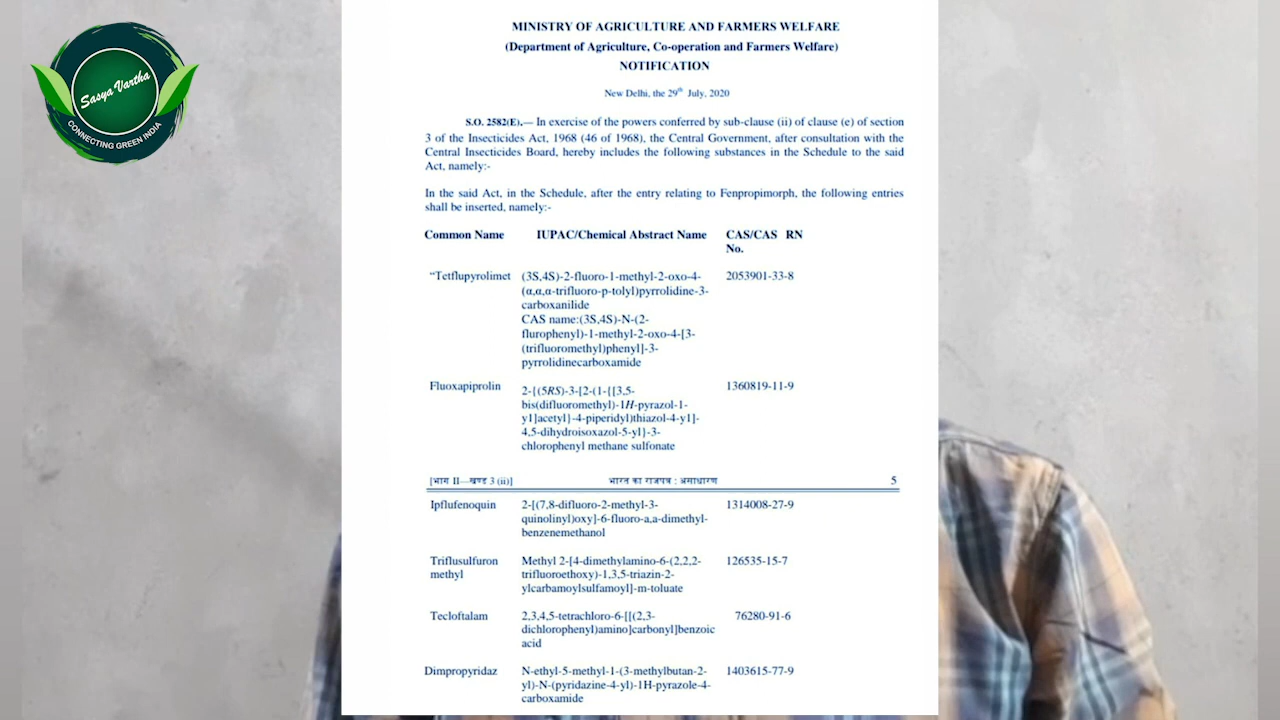 Sasya Vartha
CONNECTING GREEN INDIA
MINISTRY OF AGRICULTURE AND FARMERS WELFARE
(Department of Agriculture, Co-operation and Farmers Welfare)
NOTIFICATION
New Delhi, the 29th July, 2020
S.O. 2582(E).— In exercise of the powers conferred by sub-clause (ii) of clause (e) of section
3 of the Insecticides Act, 1968 (46 of 1968), the Central Government, after consultation with the
Central Insecticides Board, hereby includes the following substances in the Schedule to the said
Act, namely:-
In the said Act, in the Schedule, after the entry relating to Fenpropimorph, the following entries
shall be inserted, namely:-
Common Name IUPAC/Chemical Abstract Name CAS/CAS RN
No.
“Tetflupyrolimet (3S,4S)-2-fluoro-1-methyl-2-oxo-4- 2053901-33-8
(α,α,α-trifluoro-p-tolyl)pyrrolidine-3-
carboxanilide
CAS name:(3S,4S)-N-(2-
flurophenyl)-1-methyl-2-oxo-4-[3-
(trifluoromethyl)phenyl]-3-
pyrrolidinecarboxamide
Fluoxapiprolin 2-{(5RS)-3-[2-(1-{[3,5- 1360819-11-9
bis(difluoromethyl)-1H-pyrazol-1-
y1]acetyl}-4-piperidyl)thiazol-4-y1]-
4,5-dihydroisoxazol-5-yl}-3-
chlorophenyl methane sulfonate
[भाग II—खण्ड 3 (ii)] भारत का राजपत्र : असाधारण 5
Ipflufenoquin 2-[(7,8-difluoro-2-methyl-3- 1314008-27-9
quinolinyl)oxy]-6-fluoro-a,a-dimethyl-
benzenemethanol
Triflusulfuron Methyl 2-[4-dimethylamino-6-(2,2,2- 126535-15-7
methyl trifluoroethoxy)-1,3,5-triazin-2-
ylcarbamoylsulfamoyl]-m-toluate
Tecloftalam 2,3,4,5-tetrachloro-6-[[(2,3- 76280-91-6
dichlorophenyl)amino]carbonyl]benzoic
acid
Dimpropyridaz N-ethyl-5-methyl-1-(3-methylbutan-2- 1403615-77-9
yl)-N-(pyridazine-4-yl)-1H-pyrazole-4-
carboxamide